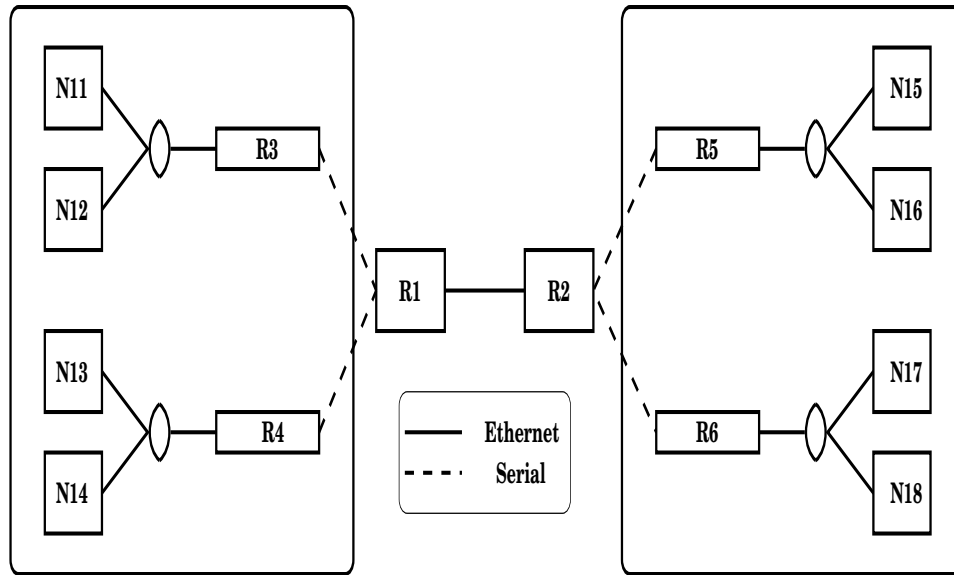 N11
N12
R3
N13
N14
R4
R1
R2
Ethernet
Serial
R5
N15
N16
R6
N17
N18